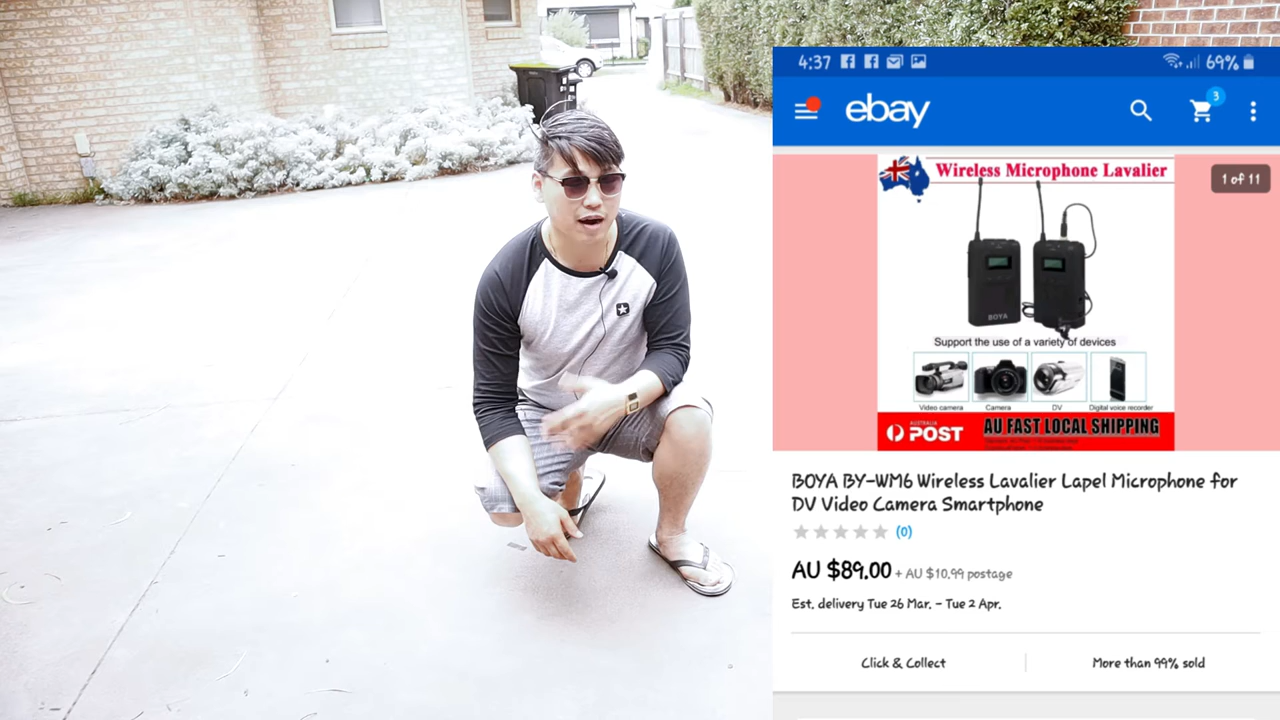 4:37
69%
ebay
3
Wireless Microphone Lavalier
1 of 11
BOYA
Support the use of a variety of devices
Video camera
Camera
DV
Digital voice recorder
AUSTRALIA
POST
AU FAST LOCAL SHIPPING
BOYA BY-WM6 Wireless Lavalier Lapel Microphone for
DV Video Camera Smartphone
(0)
AU $89.00 + AU $10.99 postage
Est. delivery Tue 26 Mar. - Tue 2 Apr.
Click & Collect
More than 99% sold